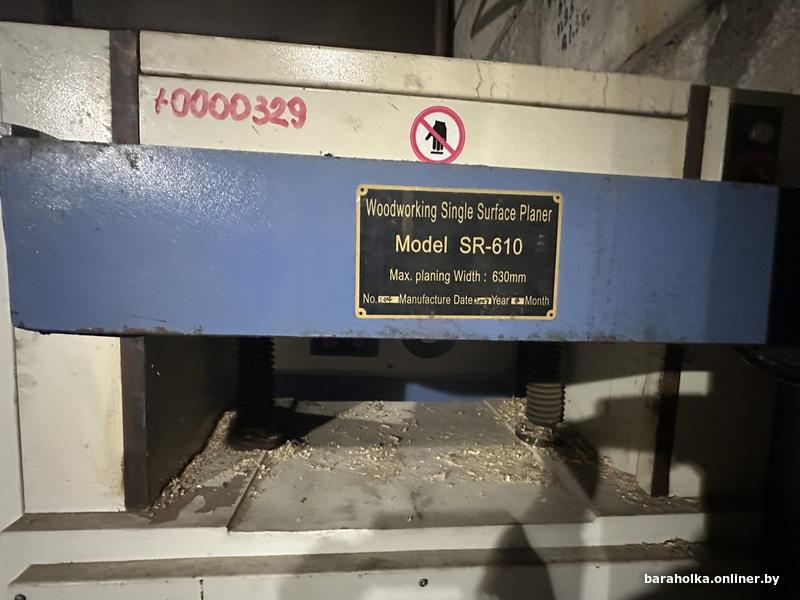 10000329
Woodworking Single Surface Planer
Model SR-610
Max. planing Width : 630mm
No. Manufacture Date Year Month
baraholka.onliner.by